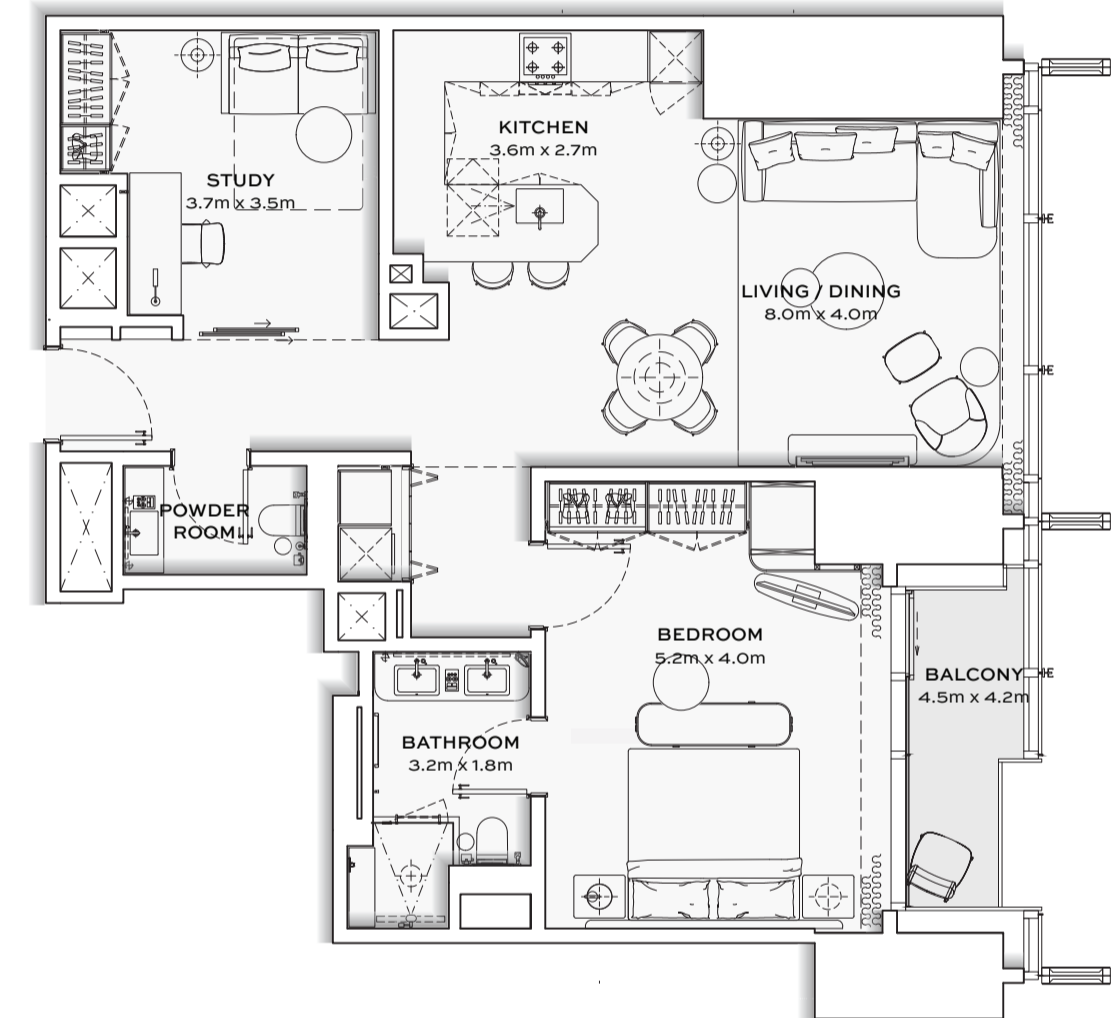 KITCHEN
3.6m x 2.7m
STUDY
3.7m x 3.5m
LIVING / DINING
8.0m x 4.0m
POWDER
ROOM
BEDROOM
5.2m x 4.0m
BALCONY
4.5m x 4.2m
BATHROOM
3.2m x 1.8m